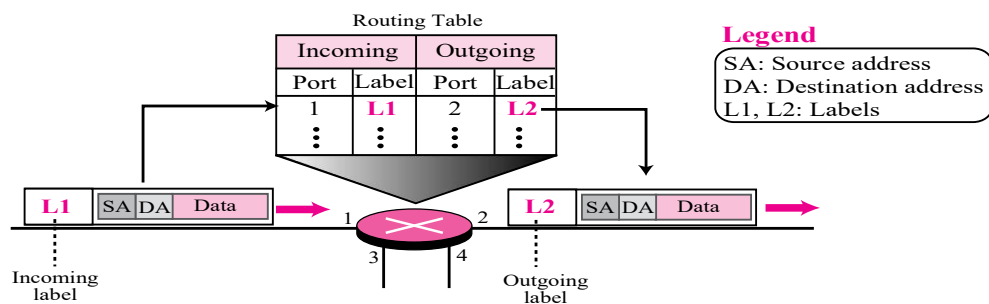 Routing Table
Incoming Outgoing
Port Label Port Label
1 L1 2 L2
Legend
SA: Source address
DA: Destination address
L1, L2: Labels
L1 SA DA Data
1 2
3 4
L2 SA DA Data
Incoming
label
Outgoing
label